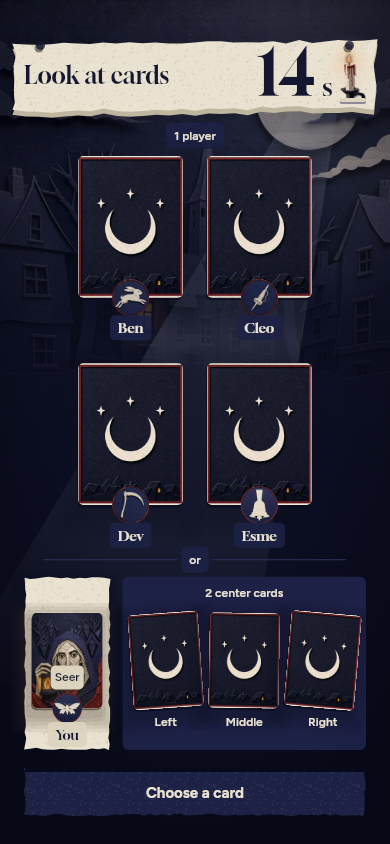 Look at cards
14 s
1 player
Ben
Cleo
Dev
Esme
or
2 center cards
Seer
You
Left
Middle
Right
Choose a card